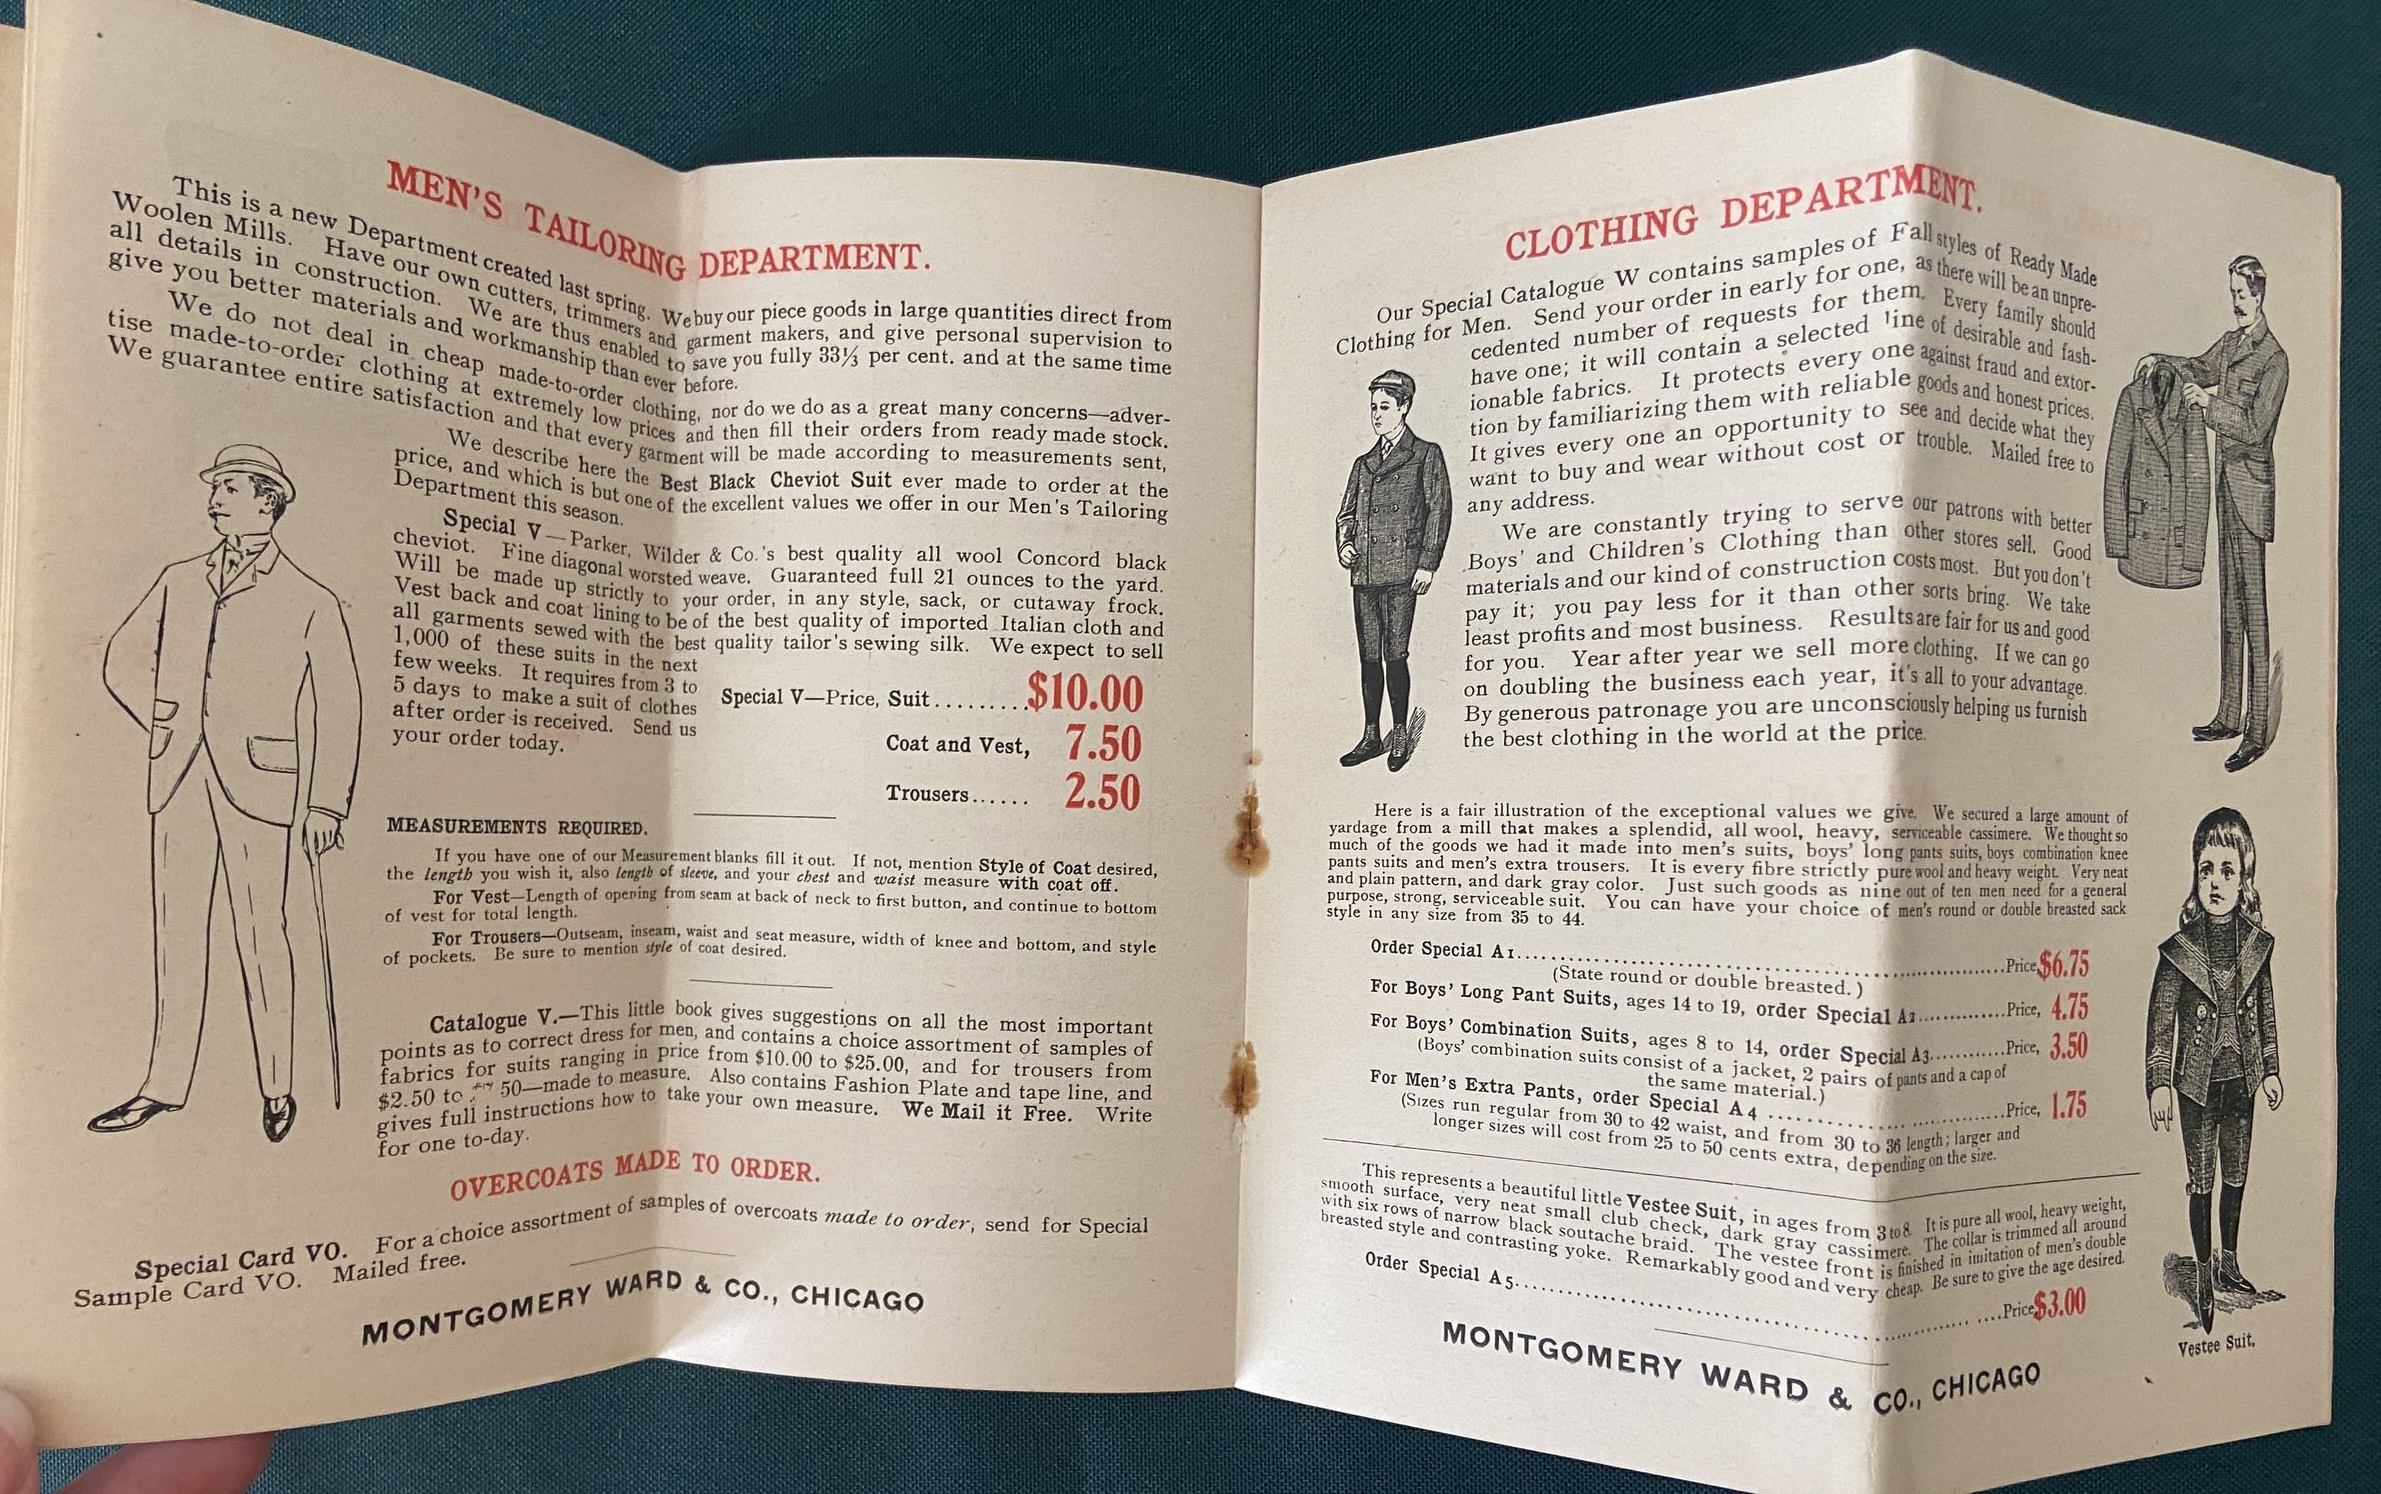 MEN'S TAILORING DEPARTMENT.
This is a new Department created last spring. We buy our piece goods in large quantities direct from
Woolen Mills. Have our own cutters, trimmers and garment makers, and give personal supervision to
all details in construction. We are thus enabled to save you fully 33⅓ per cent. and at the same time
give you better materials and workmanship than ever before.
We do not deal in cheap made-to-order clothing, nor do we do as a great many concerns—adver-
tise made-to-order clothing at extremely low prices and then fill their orders from ready made stock.
We guarantee entire satisfaction and that every garment will be made according to measurements sent,
We describe here the Best Black Cheviot Suit ever made to order at the
price, and which is but one of the excellent values we offer in our Men's Tailoring
Department this season.
Special V—Parker, Wilder & Co.'s best quality all wool Concord black
cheviot. Fine diagonal worsted weave. Guaranteed full 21 ounces to the yard.
Will be made up strictly to your order, in any style, sack, or cutaway frock.
Vest back and coat lining to be of the best quality of imported Italian cloth and
all garments sewed with the best quality tailor's sewing silk. We expect to sell
1,000 of these suits in the next
few weeks. It requires from 3 to
5 days to make a suit of clothes
after order is received. Send us
your order today.
Special V—Price, Suit..........$10.00
Coat and Vest, 7.50
Trousers...... 2.50
MEASUREMENTS REQUIRED.
If you have one of our Measurement blanks fill it out. If not, mention Style of Coat desired,
the length you wish it, also length of sleeve, and your chest and waist measure with coat off.
For Vest—Length of opening from seam at back of neck to first button, and continue to bottom
of vest for total length.
For Trousers—Outseam, inseam, waist and seat measure, width of knee and bottom, and style
of pockets. Be sure to mention style of coat desired.
Catalogue V.—This little book gives suggestions on all the most important
points as to correct dress for men, and contains a choice assortment of samples of
fabrics for suits ranging in price from $10.00 to $25.00, and for trousers from
$2.50 to 50—made to measure. Also contains Fashion Plate and tape line, and
gives full instructions how to take your own measure. We Mail it Free. Write
for one to-day.
OVERCOATS MADE TO ORDER.
Special Card VO. For a choice assortment of samples of overcoats made to order, send for Special
Sample Card VO. Mailed free.
MONTGOMERY WARD & CO., CHICAGO
CLOTHING DEPARTMENT.
Our Special Catalogue W contains samples of Fall styles of Ready Made
Clothing for Men. Send your order in early for one, as there will be an unpre-
cedented number of requests for them. Every family should
have one; it will contain a selected line of desirable and fash-
ionable fabrics. It protects every one against fraud and extor-
tion by familiarizing them with reliable goods and honest prices.
It gives every one an opportunity to see and decide what they
want to buy and wear without cost or trouble. Mailed free to
any address.
We are constantly trying to serve our patrons with better
Boys' and Children's Clothing than other stores sell. Good
materials and our kind of construction costs most. But you don't
pay it; you pay less for it than other sorts bring. We take
least profits and most business. Results are fair for us and good
for you. Year after year we sell more clothing. If we can go
on doubling the business each year, it's all to your advantage.
By generous patronage you are unconsciously helping us furnish
the best clothing in the world at the price.
Here is a fair illustration of the exceptional values we give. We secured a large amount of
yardage from a mill that makes a splendid, all wool, heavy, serviceable cassimere. We thought so
much of the goods we had it made into men's suits, boys' long pants suits, boys combination knee
pants suits and men's extra trousers. It is every fibre strictly pure wool and heavy weight. Very neat
and plain pattern, and dark gray color. Just such goods as nine out of ten men need for a general
purpose, strong, serviceable suit. You can have your choice of men's round or double breasted sack
style in any size from 35 to 44.
Order Special A1..........Price $6.75
(State round or double breasted.)
For Boys' Long Pant Suits, ages 14 to 19, order Special A2..........Price, 4.75
For Boys' Combination Suits, ages 8 to 14, order Special A3..........Price, 3.50
(Boys' combination suits consist of a jacket, 2 pairs of pants and a cap of
the same material.)
For Men's Extra Pants, order Special A 4 ..........Price, 1.75
(Sizes run regular from 30 to 42 waist, and from 30 to 36 length; larger and
longer sizes will cost from 25 to 50 cents extra, depending on the size.
This represents a beautiful little Vestee Suit, in ages from 3 to 8. It is pure all wool, heavy weight,
smooth surface, very neat small club check, dark gray cassimere. The collar is trimmed all around
with six rows of narrow black soutache braid. The vestee front is finished in imitation of men's double
breasted style and contrasting yoke. Remarkably good and very cheap. Be sure to give the age desired.
Order Special A 5..........Price $3.00
Vestee Suit.
MONTGOMERY WARD & CO., CHICAGO